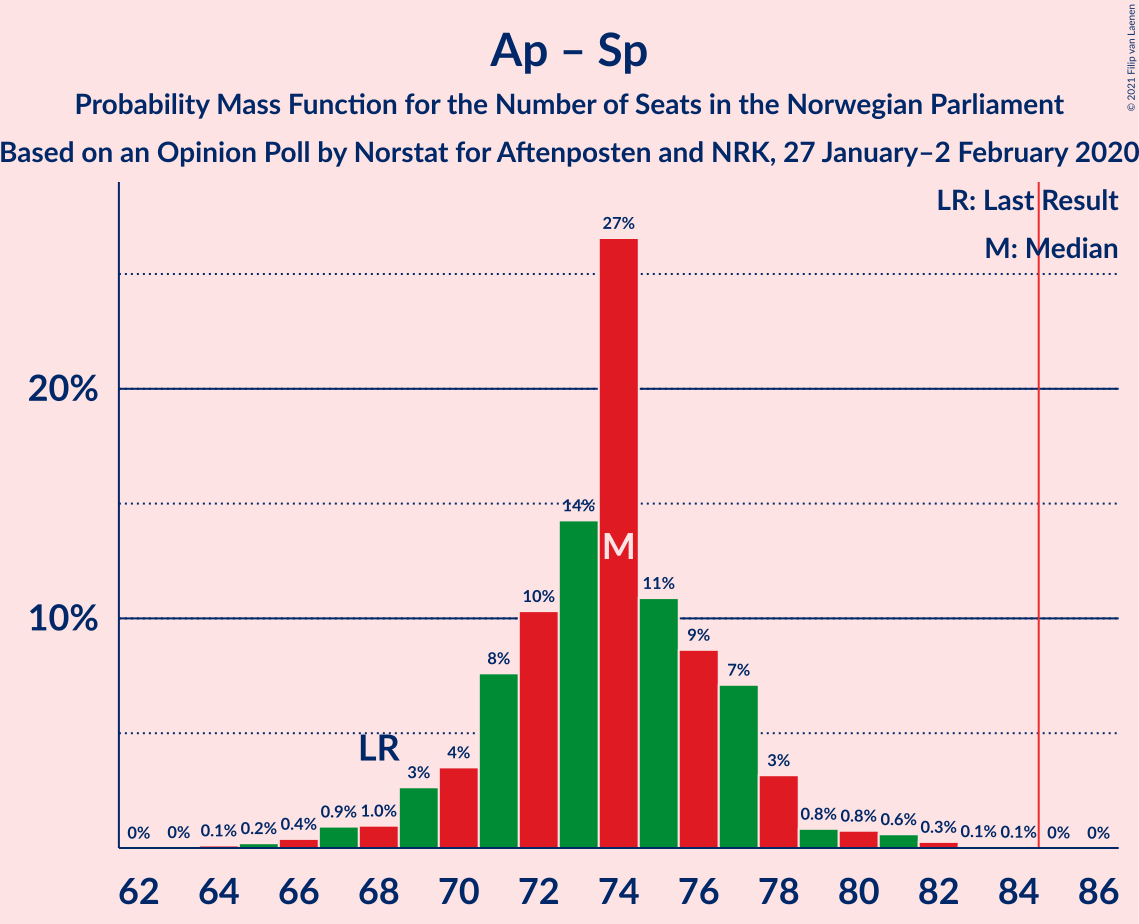 Ap – Sp
Probability Mass Function for the Number of Seats in the Norwegian Parliament
Based on an Opinion Poll by Norstat for Aftenposten and NRK, 27 January–2 February 2020
© 2021 Filip van Laenen
LR: Last Result
M: Median
27%
20%
14%
M
11%
10%
10%
9%
8%
7%
LR
4%
3%
3%
0% 0% 0.1% 0.2% 0.4% 0.9% 1.0% 0.8% 0.8% 0.6% 0.3% 0.1% 0.1% 0% 0%
62 64 66 68 70 72 74 76 78 80 82 84 86